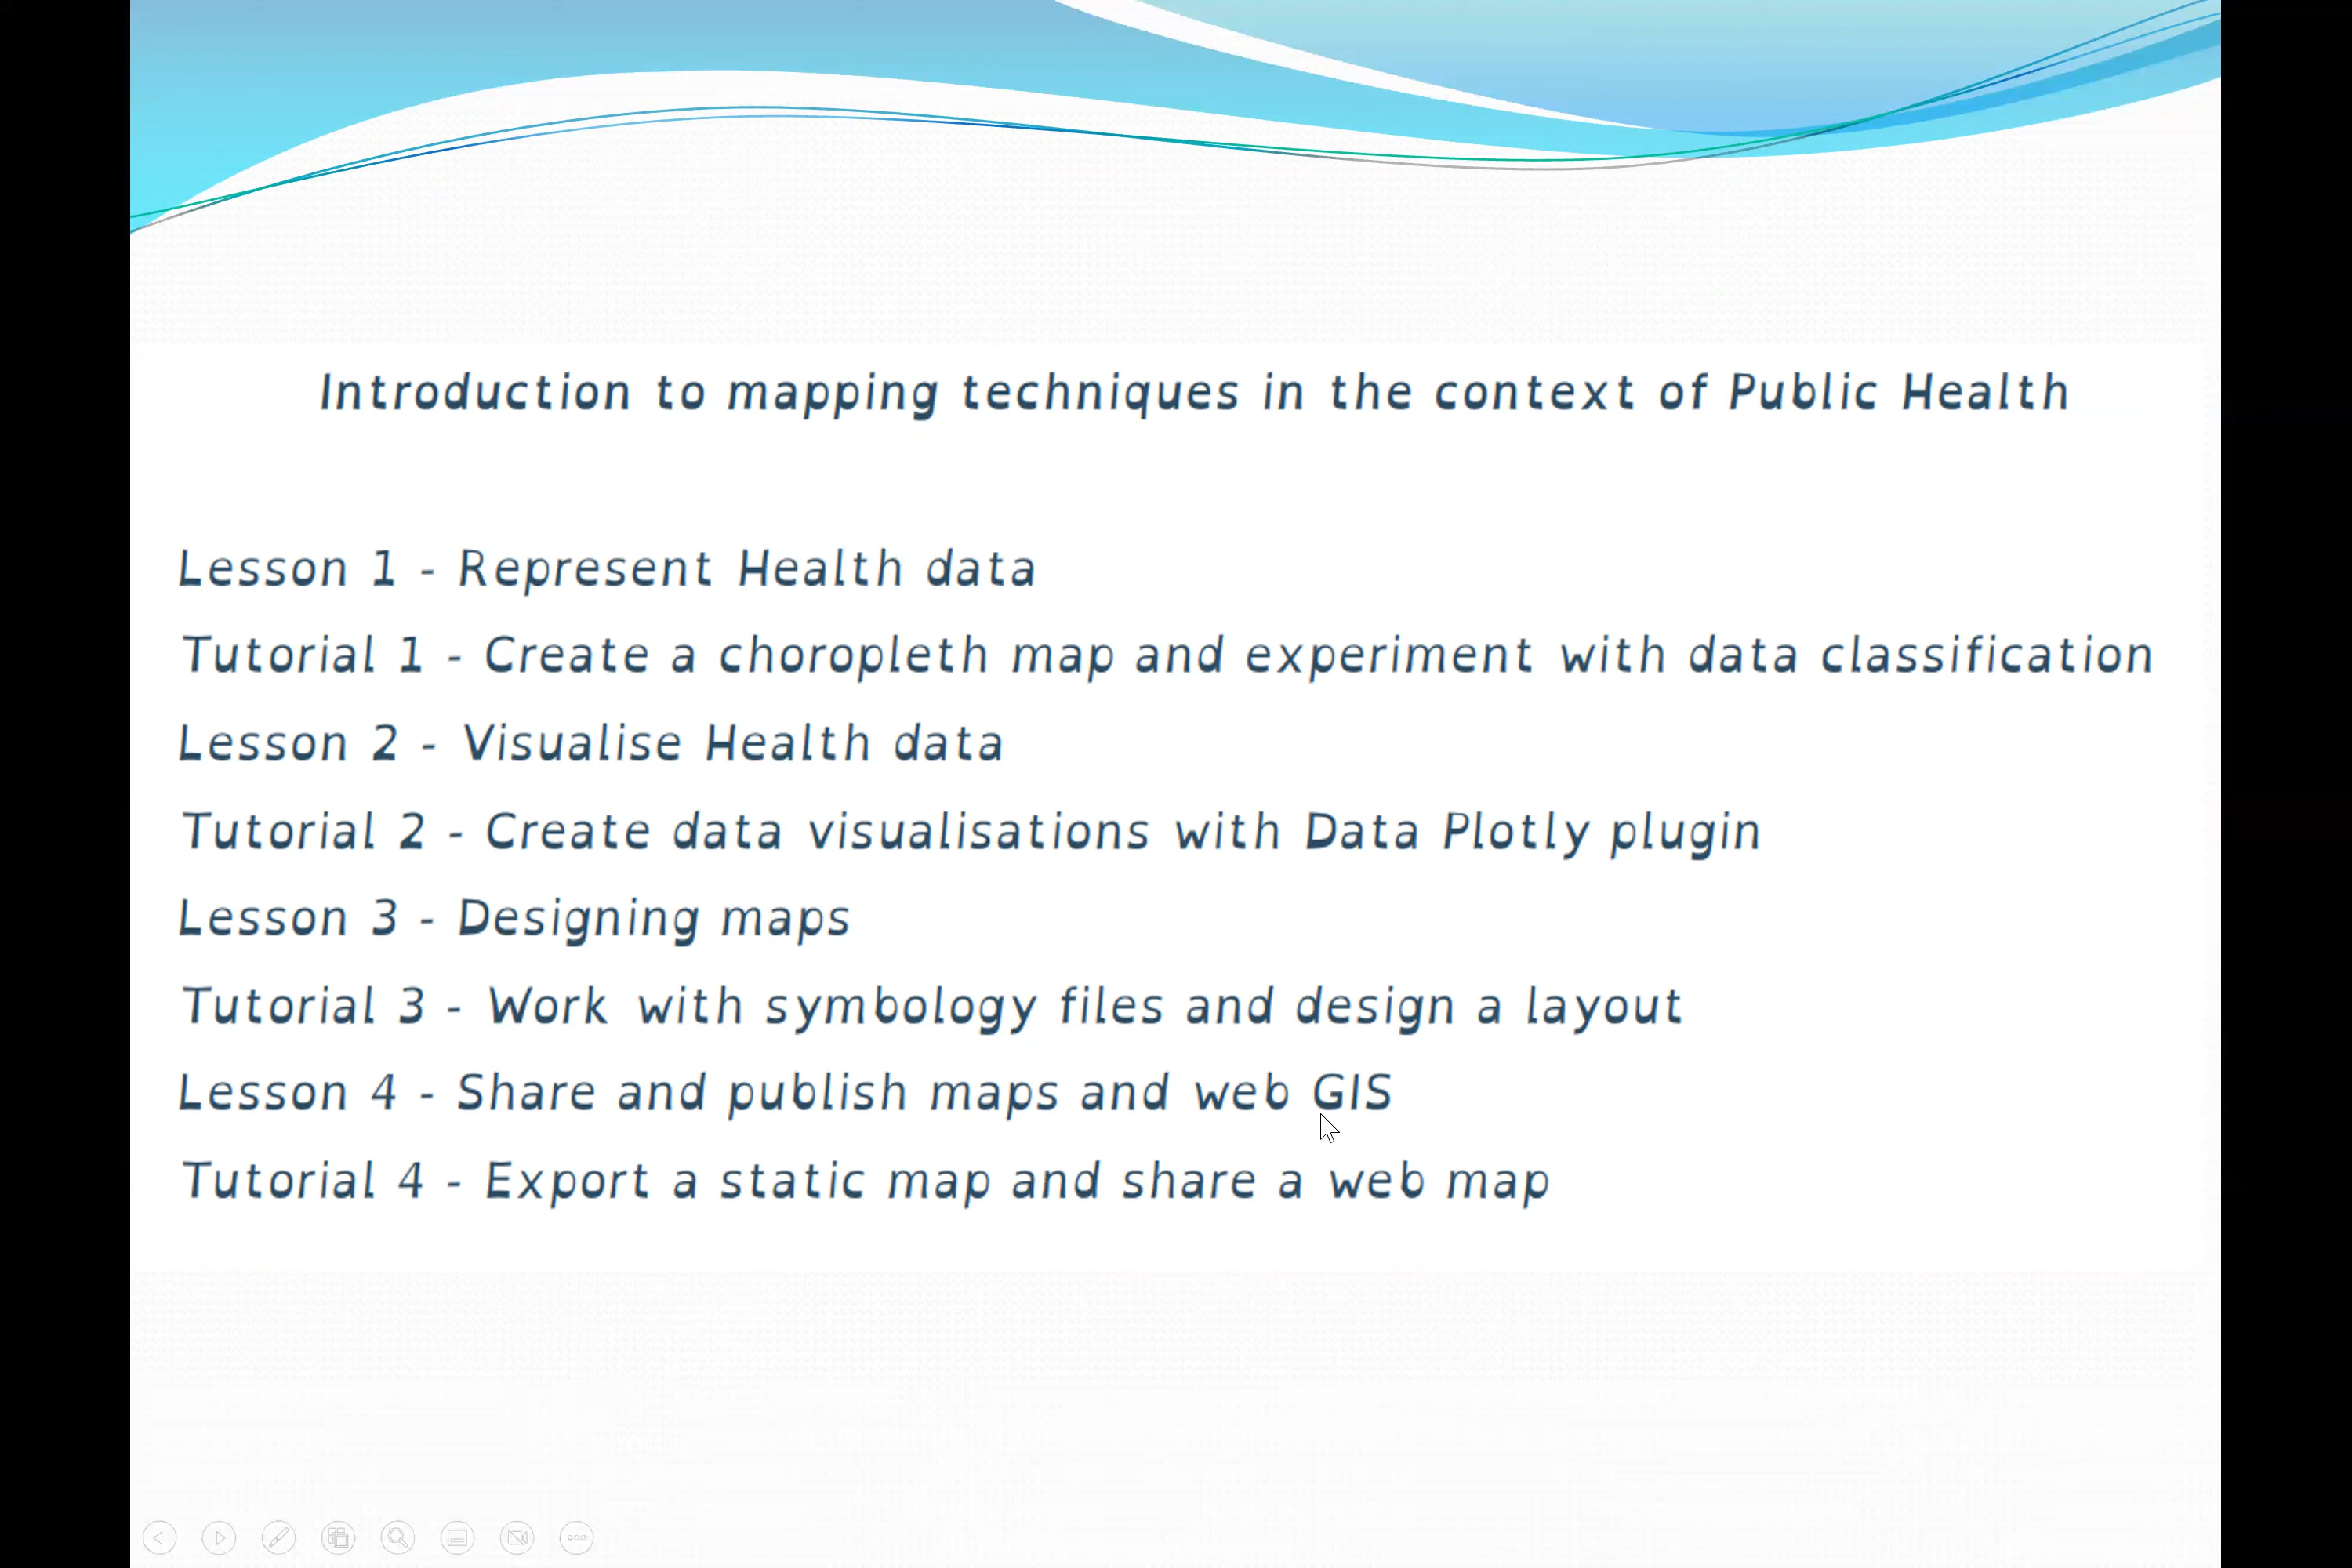 Introduction to mapping techniques in the context of Public Health
Lesson 1 - Represent Health data
Tutorial 1 - Create a choropleth map and experiment with data classification
Lesson 2 - Visualise Health data
Tutorial 2 - Create data visualisations with Data Plotly plugin
Lesson 3 - Designing maps
Tutorial 3 - Work with symbology files and design a layout
Lesson 4 - Share and publish maps and web GIS
Tutorial 4 - Export a static map and share a web map